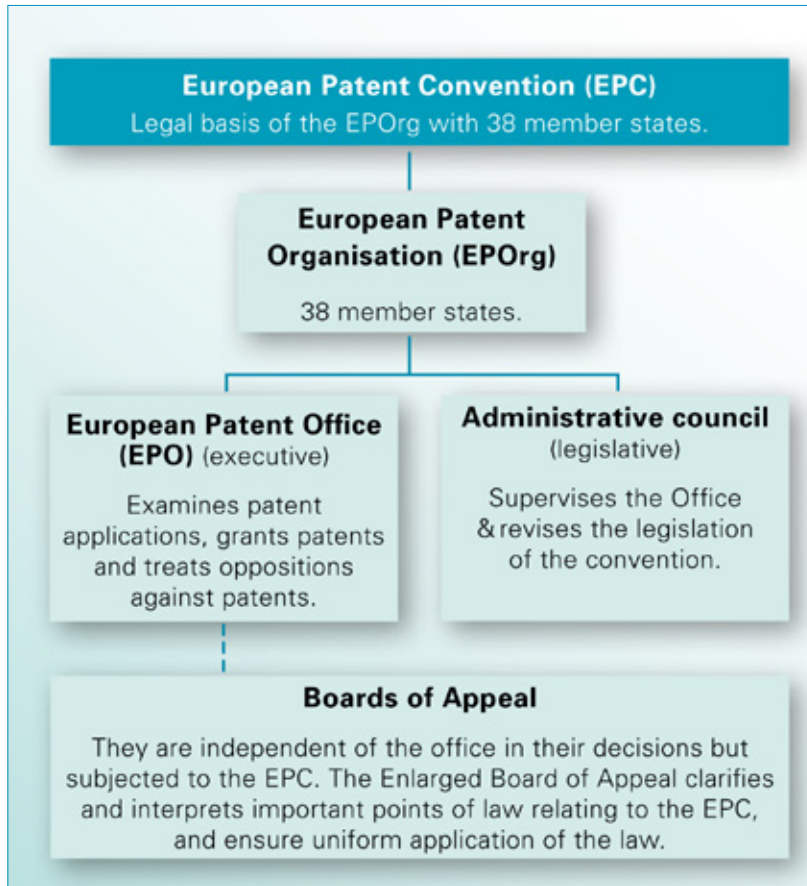 European Patent Convention (EPC)
Legal basis of the EPOrg with 38 member states.
European Patent
Organisation (EPOrg)
38 member states.
European Patent Office
(EPO) (executive)
Examines patent
applications, grants patents
and treats oppositions
against patents.
Administrative council
(legislative)
Supervises the Office
& revises the legislation
of the convention.
Boards of Appeal
They are independent of the office in their decisions but
subjected to the EPC. The Enlarged Board of Appeal clarifies
and interprets important points of law relating to the EPC,
and ensure uniform application of the law.